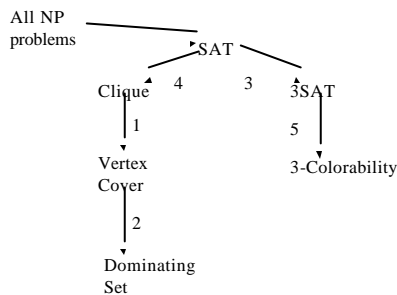 All NP
problems
SAT
Clique 4 3 3SAT
1 5
Vertex
Cover
3-Colorability
2
Dominating
Set